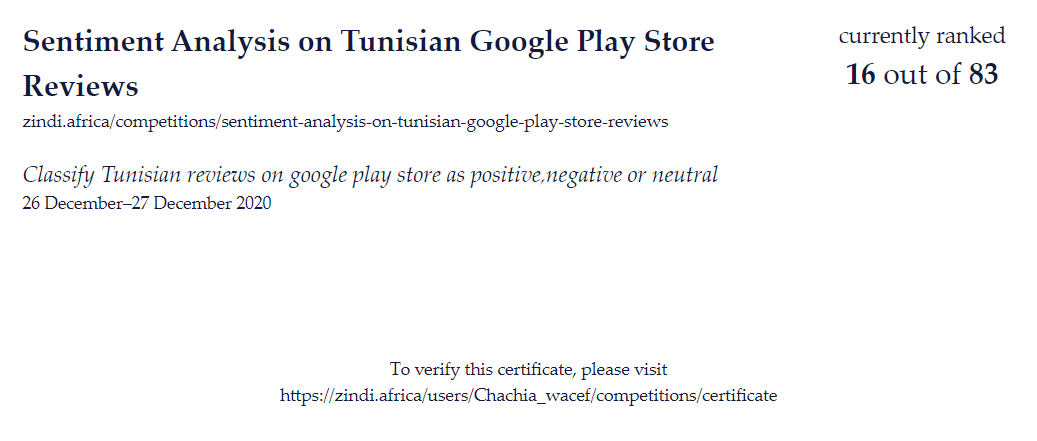 Sentiment Analysis on Tunisian Google Play Store
Reviews
zindi.africa/competitions/sentiment-analysis-on-tunisian-google-play-store-reviews
Classify Tunisian reviews on google play store as positive,negative or neutral
26 December–27 December 2020
currently ranked
16 out of 83
To verify this certificate, please visit
https://zindi.africa/users/Chachia_wacef/competitions/certificate